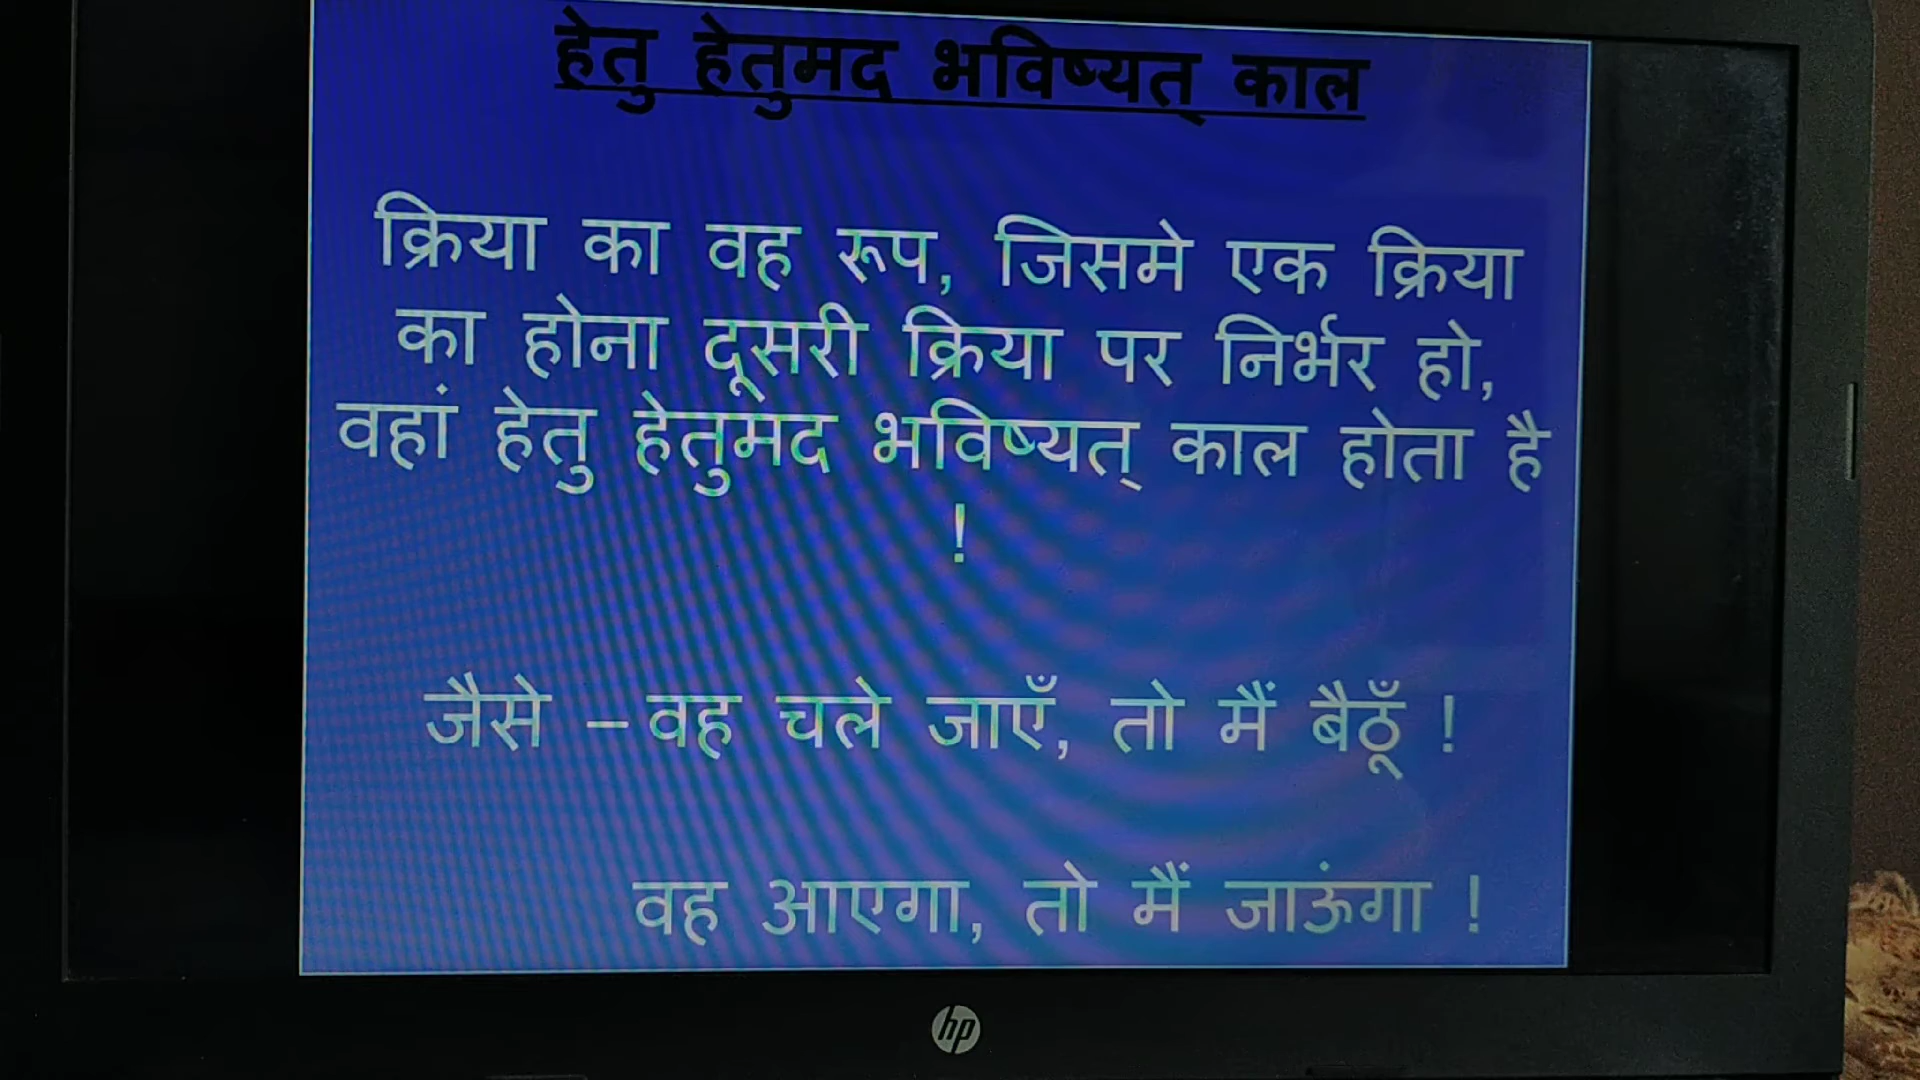 हेतु हेतुमद भविष्यत् काल
क्रिया का वह रूप, जिसमे एक क्रिया
का होना दूसरी क्रिया पर निर्भर हो,
वहां हेतु हेतुमद भविष्यत् काल होता है
!
जैसे – वह चले जाएँ, तो मैं बैठूँ !
वह आएगा, तो मैं जाऊंगा !
hp